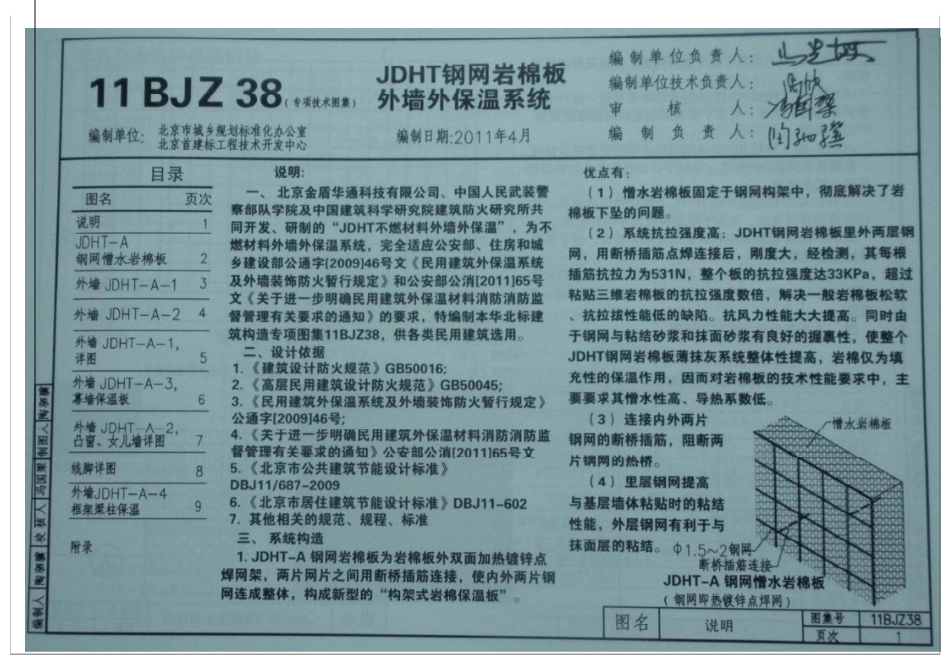 11BJZ 38(专项技术图集)
JDHT钢网岩棉板
外墙外保温系统
编制单位:
北京市城乡规划标准化办公室
北京首建标工程技术开发中心
编制日期:2011年4月
编制单位负责人:
编制单位技术负责人:
审核人:
编制负责人:
目录
图名 页次
说明 1
JDHT-A
钢网憎水岩棉板 2
外墙 JDHT-A-1 3
外墙 JDHT-A-2 4
外墙 JDHT-A-1,
详图 5
外墙 JDHT-A-3,
幕墙保温板 6
外墙 JDHT-A-2,
凸窗、女儿墙详图 7
线脚详图 8
外墙JDHT-A-4
框架梁柱保温 9
附录
说明:
一、北京金盾华通科技有限公司、中国人民武装警
察部队学院及中国建筑科学研究院建筑防火研究所共
同开发、研制的“JDHT不燃材料外墙外保温”,为不
燃材料外墙外保温系统,完全适应公安部、住房和城
乡建设部公通字[2009]46号文《民用建筑外保温系统
及外墙装饰防火暂行规定》和公安部公消[2011]65号
文《关于进一步明确民用建筑外保温材料消防消防监
督管理有关要求的通知》的要求,特编制本华北标建
筑构造专项图集11BJZ38,供各类民用建筑选用。
二、设计依据
1.《建筑设计防火规范》GB50016;
2.《高层民用建筑设计防火规范》GB50045;
3.《民用建筑外保温系统及外墙装饰防火暂行规定》
公通字[2009]46号;
4.《关于进一步明确民用建筑外保温材料消防消防监
督管理有关要求的通知》公安部公消[2011]65号文
5.《北京市公共建筑节能设计标准》
DBJ11/687-2009
6.《北京市居住建筑节能设计标准》DBJ11-602
7. 其他相关的规范、规程、标准
三、系统构造
1. JDHT-A 钢网岩棉板为岩棉板外双面加热镀锌点
焊网架,两片网片之间用断桥插筋连接,使内外两片钢
网连成整体,构成新型的“构架式岩棉保温板”。
优点有:
(1)憎水岩棉板固定于钢网构架中,彻底解决了岩
棉板下坠的问题。
(2)系统抗拉强度高:JDHT钢网岩棉板里外两层钢
网,用断桥插筋点焊连接后,刚度大,经检测,其每根
插筋抗拉力为531N,整个板的抗拉强度达33KPa,超过
粘贴三维岩棉板的抗拉强度数倍,解决一般岩棉板松软
、抗拉拔性能低的缺陷。抗风力性能大大提高。同时由
于钢网与粘结砂浆和抹面砂浆有良好的握裹性,使整个
JDHT钢网岩棉板薄抹灰系统整体性提高,岩棉仅为填
充性的保温作用,因而对岩棉板的技术性能要求中,主
要要求其憎水性高、导热系数低。
(3)连接内外两片
钢网的断桥插筋,阻断两
片钢网的热桥。
(4)里层钢网提高
与基层墙体粘贴时的粘结
性能,外层钢网有利于与
抹面层的粘结。
憎水岩棉板
Φ1.5~2钢网
断桥插筋连接
JDHT-A 钢网憎水岩棉板
(钢网即热镀锌点焊网)
图名 说明 图集号 11BJZ38
页次 1
编制人 校核人 冯国梁 制图人